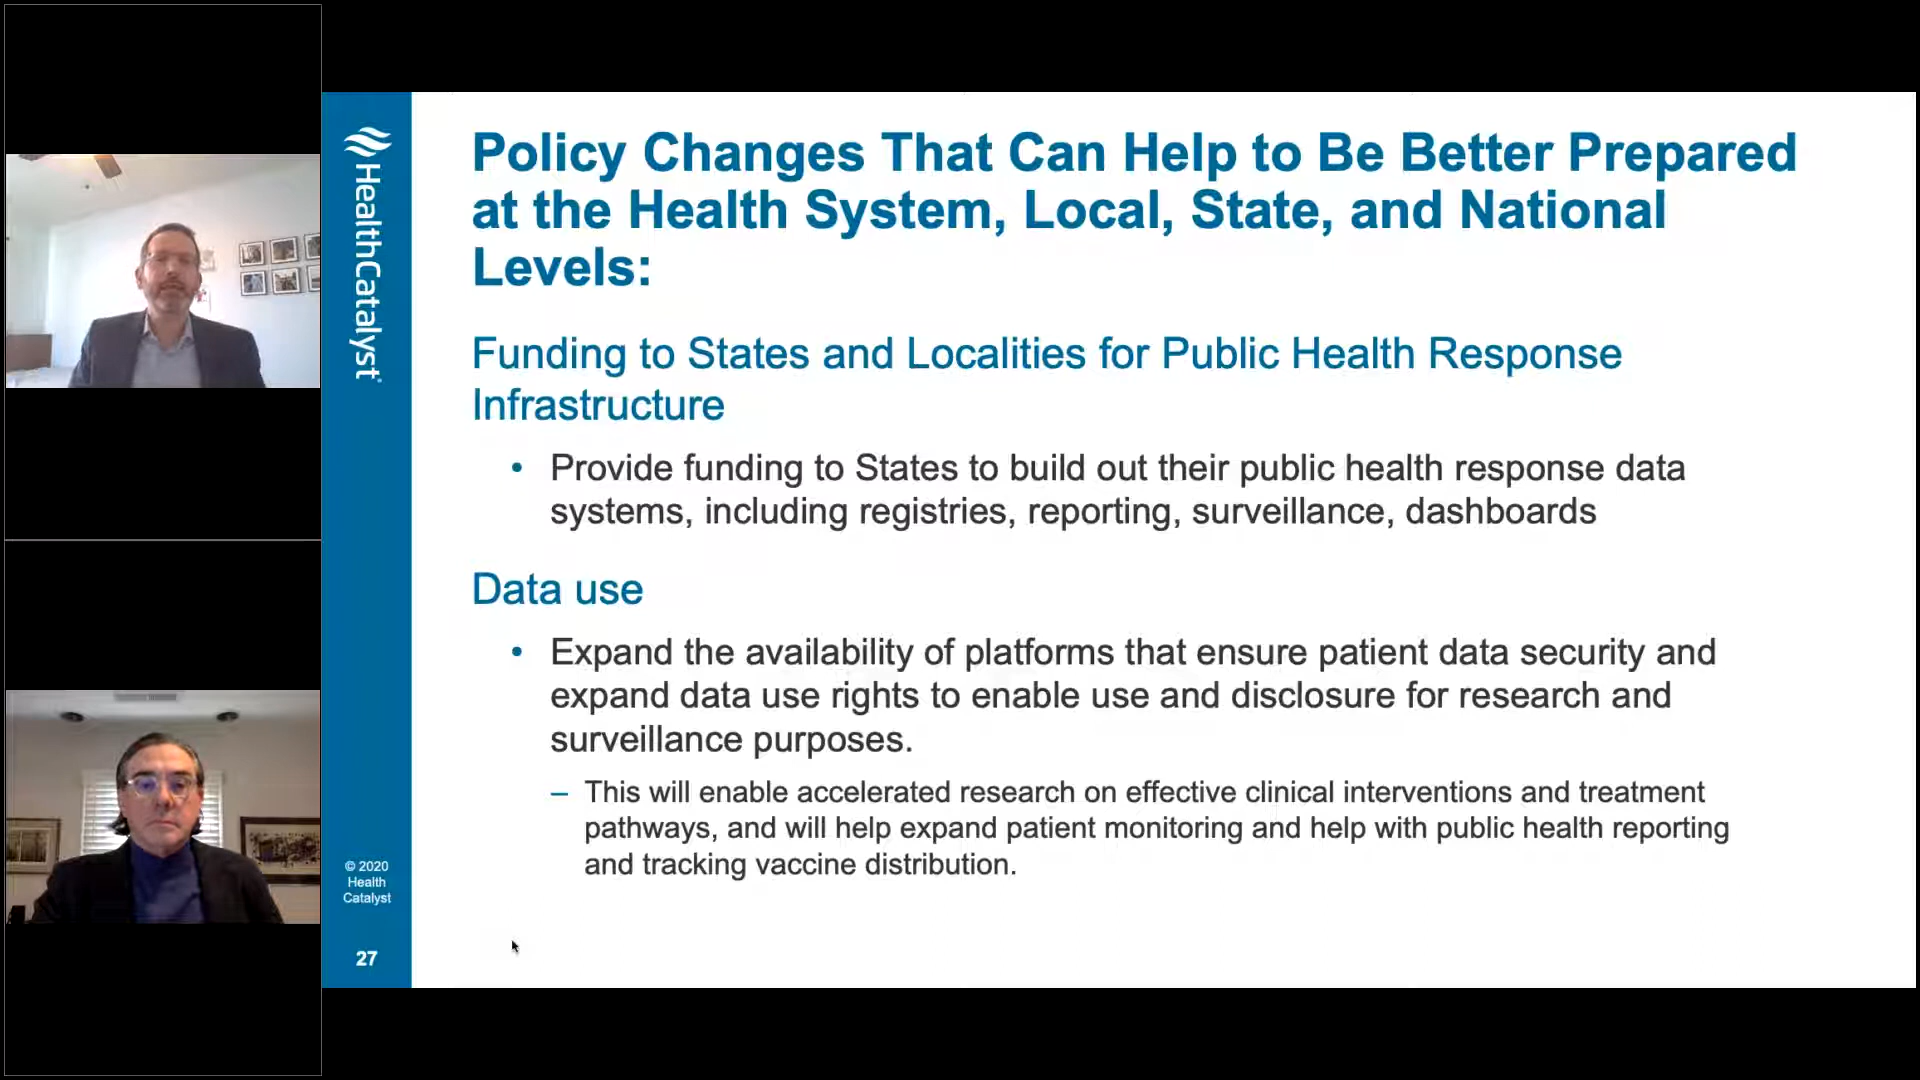 HealthCatalyst
Policy Changes That Can Help to Be Better Prepared
at the Health System, Local, State, and National
Levels:
Funding to States and Localities for Public Health Response
Infrastructure
• Provide funding to States to build out their public health response data
systems, including registries, reporting, surveillance, dashboards
Data use
• Expand the availability of platforms that ensure patient data security and
expand data use rights to enable use and disclosure for research and
surveillance purposes.
– This will enable accelerated research on effective clinical interventions and treatment
pathways, and will help expand patient monitoring and help with public health reporting
and tracking vaccine distribution.
© 2020
Health
Catalyst
27